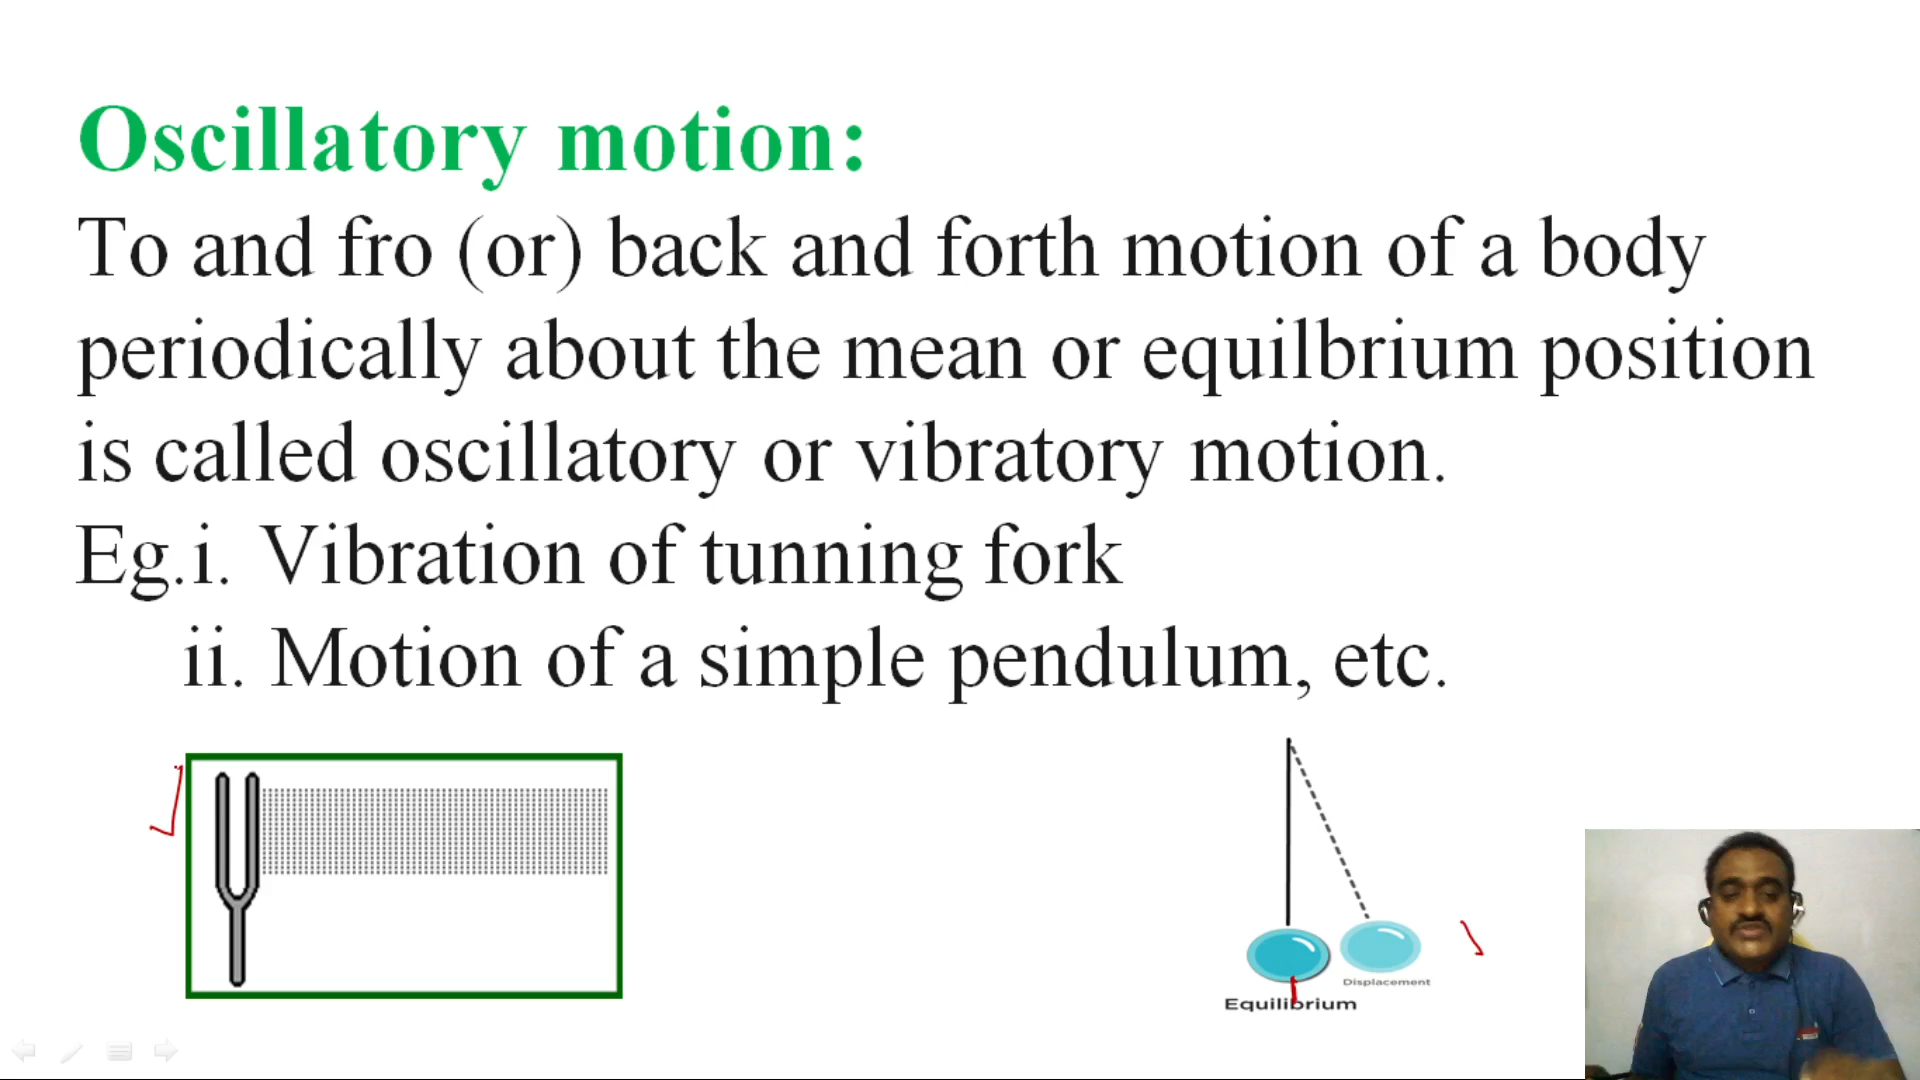 Oscillatory motion:
To and fro (or) back and forth motion of a body
periodically about the mean or equilbrium position
is called oscillatory or vibratory motion.
Eg.i. Vibration of tunning fork
ii. Motion of a simple pendulum, etc.
Displacement
Equilibrium